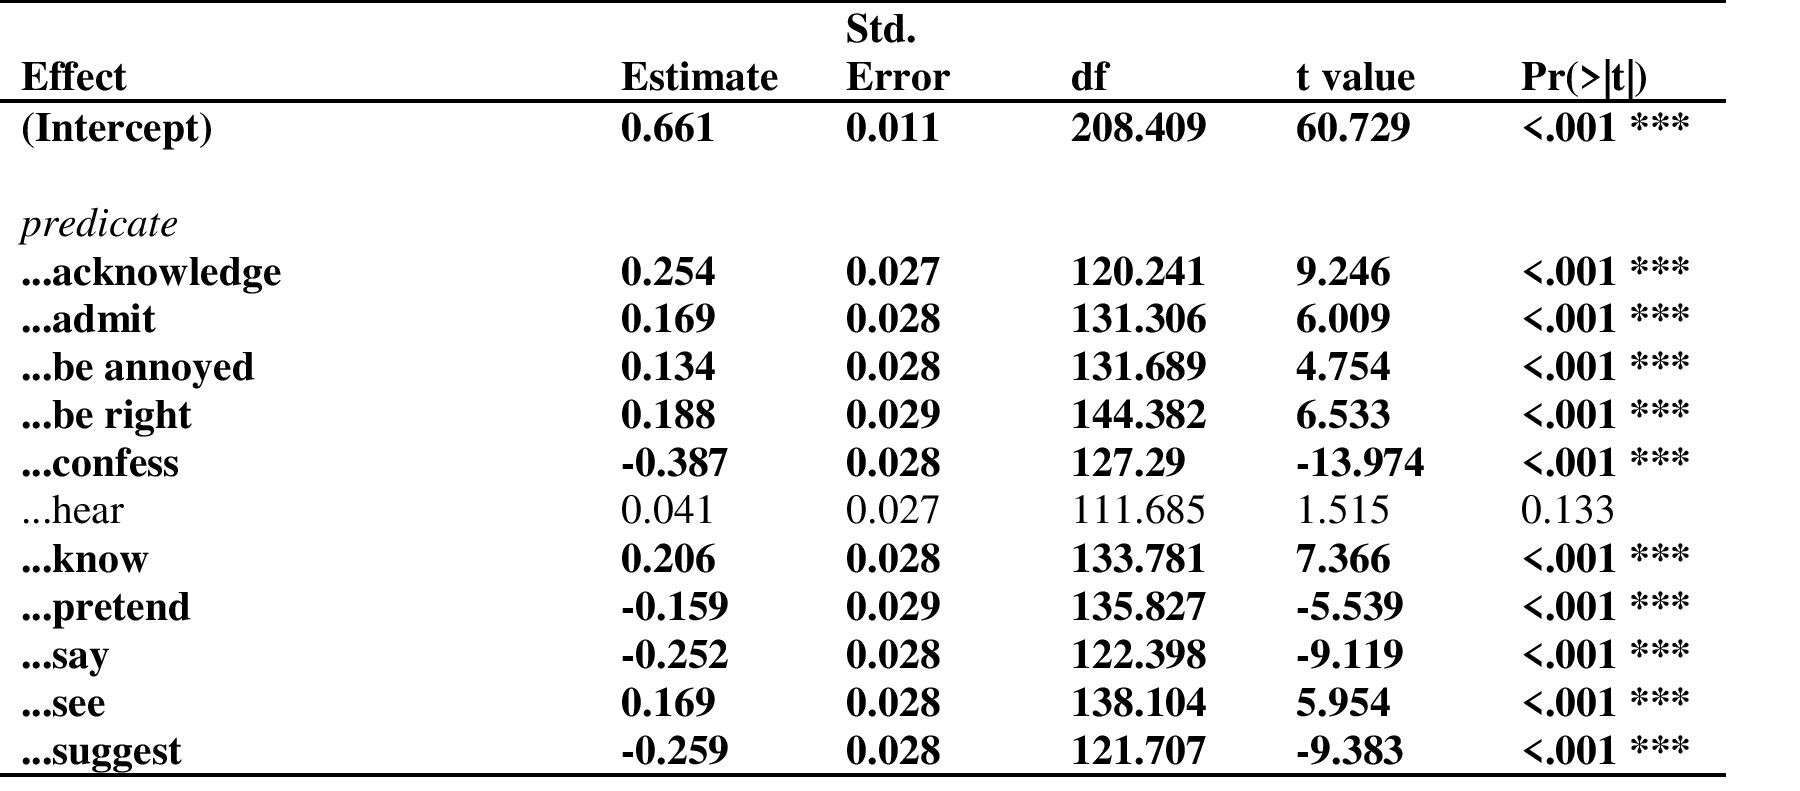 Std.
Effect Estimate Error df t value Pr(>|t|)
(Intercept) 0.661 0.011 208.409 60.729 <.001 ***
predicate
...acknowledge 0.254 0.027 120.241 9.246 <.001 ***
...admit 0.169 0.028 131.306 6.009 <.001 ***
...be annoyed 0.134 0.028 131.689 4.754 <.001 ***
...be right 0.188 0.029 144.382 6.533 <.001 ***
...confess -0.387 0.028 127.29 -13.974 <.001 ***
...hear 0.041 0.027 111.685 1.515 0.133
...know 0.206 0.028 133.781 7.366 <.001 ***
...pretend -0.159 0.029 135.827 -5.539 <.001 ***
...say -0.252 0.028 122.398 -9.119 <.001 ***
...see 0.169 0.028 138.104 5.954 <.001 ***
...suggest -0.259 0.028 121.707 -9.383 <.001 ***